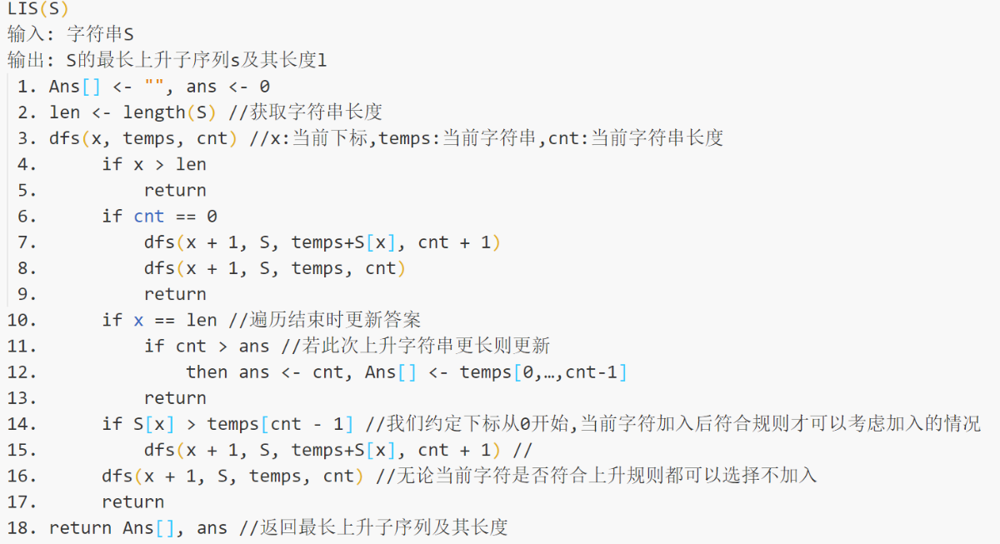 LIS(S)
输入: 字符串S
输出: S的最长上升子序列s及其长度l
1. Ans[] <- "", ans <- 0
2. len <- length(S) //获取字符串长度
3. dfs(x, temps, cnt) //x:当前下标,temps:当前字符串,cnt:当前字符串长度
4. if x > len
5. return
6. if cnt == 0
7. dfs(x + 1, S, temps+S[x], cnt + 1)
8. dfs(x + 1, S, temps, cnt)
9. return
10. if x == len //遍历结束时更新答案
11. if cnt > ans //若此次上升字符串更长则更新
12. then ans <- cnt, Ans[] <- temps[0,…,cnt-1]
13. return
14. if S[x] > temps[cnt - 1] //我们约定下标从0开始,当前字符加入后符合规则才可以考虑加入的情况
15. dfs(x + 1, S, temps+S[x], cnt + 1) //
16. dfs(x + 1, S, temps, cnt) //无论当前字符是否符合上升规则都可以选择不加入
17. return
18. return Ans[], ans //返回最长上升子序列及其长度